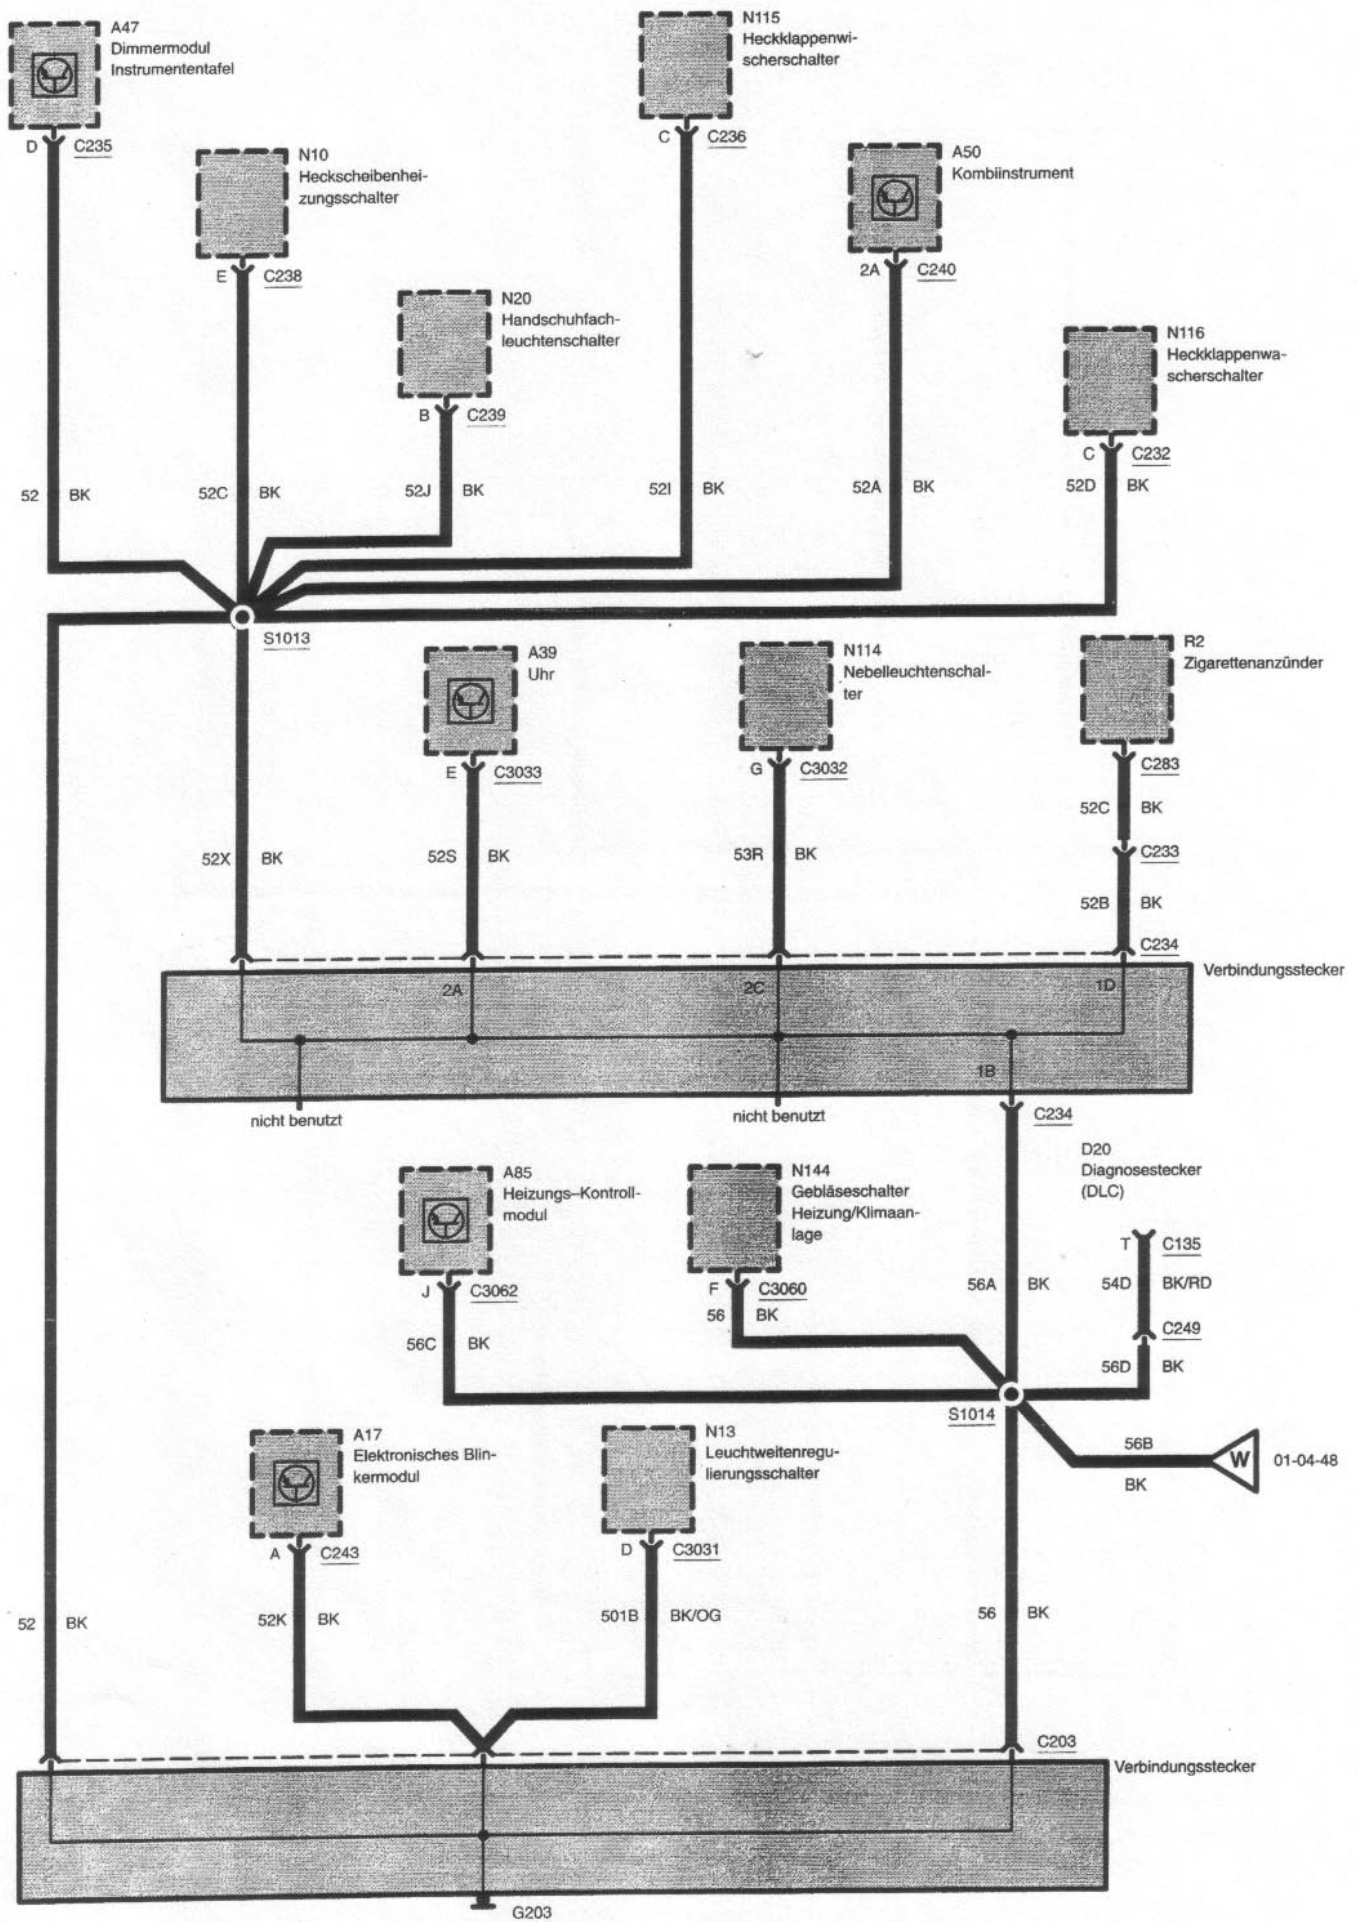 A47
Dimmermodul
Instrumententafel
D C235
N115
Heckklappenwi-
scherschalter
C C236
N10
Heckscheibenhei-
zungsschalter
E C238
A50
Kombiinstrument
2A C240
N20
Handschuhfach-
leuchtenschalter
B C239
N116
Heckklappenwa-
scherschalter
C C232
52 BK
52C BK
52J BK
52I BK
52A BK
52D BK
S1013
A39
Uhr
E C3033
N114
Nebelleuchtenschal-
ter
G C3032
R2
Zigarettenanzünder
C283
52C BK
C233
52X BK
52S BK
53R BK
52B BK
C234
Verbindungsstecker
2A
2C
1D
1B
nicht benutzt
nicht benutzt
C234
A85
Heizungs–Kontroll-
modul
J C3062
N144
Gebläseschalter
Heizung/Klimaan-
lage
F C3060
D20
Diagnosestecker
(DLC)
T C135
56A BK
54D BK/RD
56 BK
C249
56C BK
56D BK
S1014
A17
Elektronisches Blin-
kermodul
A C243
N13
Leuchtweitenregu-
lierungsschalter
D C3031
56B
BK
W
01-04-48
52 BK
52K BK
501B BK/OG
56 BK
C203
Verbindungsstecker
G203